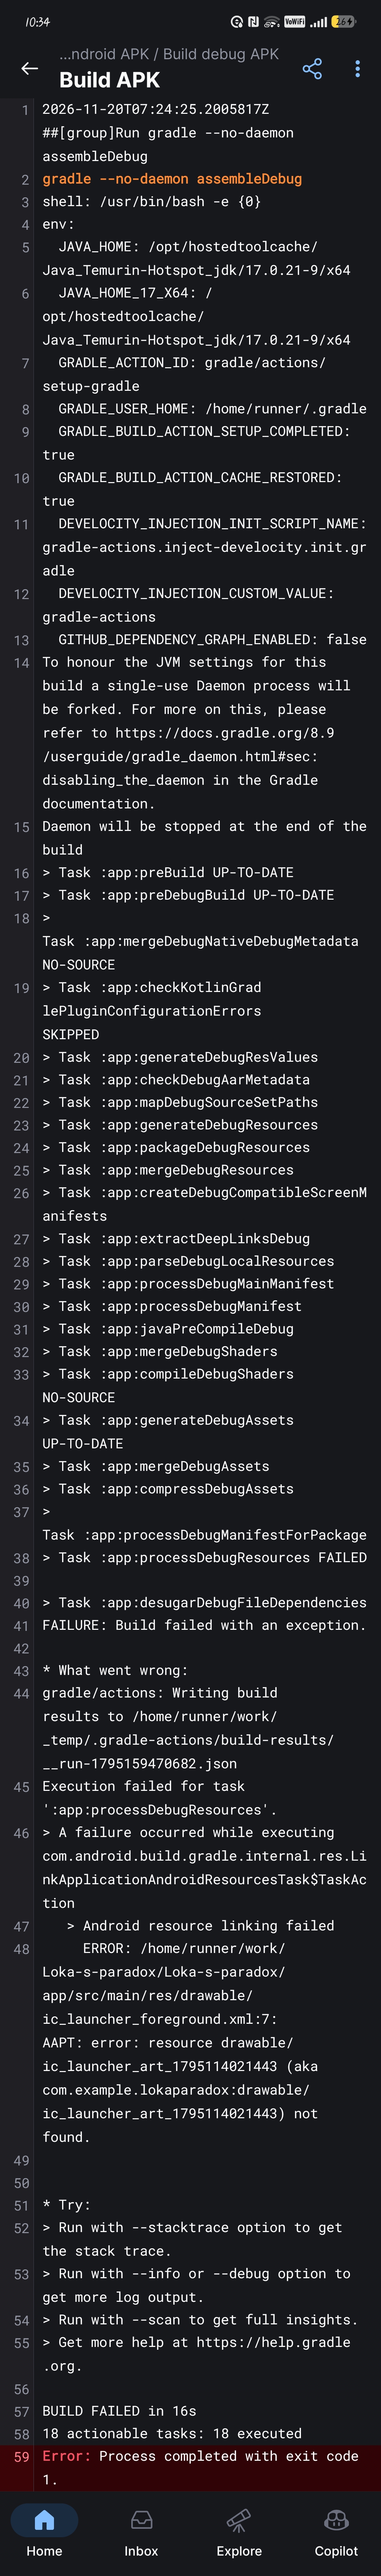 10:34
VoWiFi
26
...ndroid APK / Build debug APK
Build APK
1 2026-11-20T07:24:25.2005817Z
##[group]Run gradle --no-daemon
assembleDebug
2 gradle --no-daemon assembleDebug
3 shell: /usr/bin/bash -e {0}
4 env:
5 JAVA_HOME: /opt/hostedtoolcache/
Java_Temurin-Hotspot_jdk/17.0.21-9/x64
6 JAVA_HOME_17_X64: /
opt/hostedtoolcache/
Java_Temurin-Hotspot_jdk/17.0.21-9/x64
7 GRADLE_ACTION_ID: gradle/actions/
setup-gradle
8 GRADLE_USER_HOME: /home/runner/.gradle
9 GRADLE_BUILD_ACTION_SETUP_COMPLETED:
true
10 GRADLE_BUILD_ACTION_CACHE_RESTORED:
true
11 DEVELOCITY_INJECTION_INIT_SCRIPT_NAME:
gradle-actions.inject-develocity.init.gr
adle
12 DEVELOCITY_INJECTION_CUSTOM_VALUE:
gradle-actions
13 GITHUB_DEPENDENCY_GRAPH_ENABLED: false
14 To honour the JVM settings for this
build a single-use Daemon process will
be forked. For more on this, please
refer to https://docs.gradle.org/8.9
/userguide/gradle_daemon.html#sec:
disabling_the_daemon in the Gradle
documentation.
15 Daemon will be stopped at the end of the
build
16 > Task :app:preBuild UP-TO-DATE
17 > Task :app:preDebugBuild UP-TO-DATE
18 >
Task :app:mergeDebugNativeDebugMetadata
NO-SOURCE
19 > Task :app:checkKotlinGrad
lePluginConfigurationErrors
SKIPPED
20 > Task :app:generateDebugResValues
21 > Task :app:checkDebugAarMetadata
22 > Task :app:mapDebugSourceSetPaths
23 > Task :app:generateDebugResources
24 > Task :app:packageDebugResources
25 > Task :app:mergeDebugResources
26 > Task :app:createDebugCompatibleScreenM
anifests
27 > Task :app:extractDeepLinksDebug
28 > Task :app:parseDebugLocalResources
29 > Task :app:processDebugMainManifest
30 > Task :app:processDebugManifest
31 > Task :app:javaPreCompileDebug
32 > Task :app:mergeDebugShaders
33 > Task :app:compileDebugShaders
NO-SOURCE
34 > Task :app:generateDebugAssets
UP-TO-DATE
35 > Task :app:mergeDebugAssets
36 > Task :app:compressDebugAssets
37 >
Task :app:processDebugManifestForPackage
38 > Task :app:processDebugResources FAILED
39
40 > Task :app:desugarDebugFileDependencies
41 FAILURE: Build failed with an exception.
42
43 * What went wrong:
44 gradle/actions: Writing build
results to /home/runner/work/
_temp/.gradle-actions/build-results/
__run-1795159470682.json
45 Execution failed for task
':app:processDebugResources'.
46 > A failure occurred while executing
com.android.build.gradle.internal.res.Li
nkApplicationAndroidResourcesTask$TaskAc
tion
47 > Android resource linking failed
48 ERROR: /home/runner/work/
Loka-s-paradox/Loka-s-paradox/
app/src/main/res/drawable/
ic_launcher_foreground.xml:7:
AAPT: error: resource drawable/
ic_launcher_art_1795114021443 (aka
com.example.lokaparadox:drawable/
ic_launcher_art_1795114021443) not
found.
49
50
51 * Try:
52 > Run with --stacktrace option to get
the stack trace.
53 > Run with --info or --debug option to
get more log output.
54 > Run with --scan to get full insights.
55 > Get more help at https://help.gradle
.org.
56
57 BUILD FAILED in 16s
58 18 actionable tasks: 18 executed
59 Error: Process completed with exit code
1.
Home
Inbox
Explore
Copilot